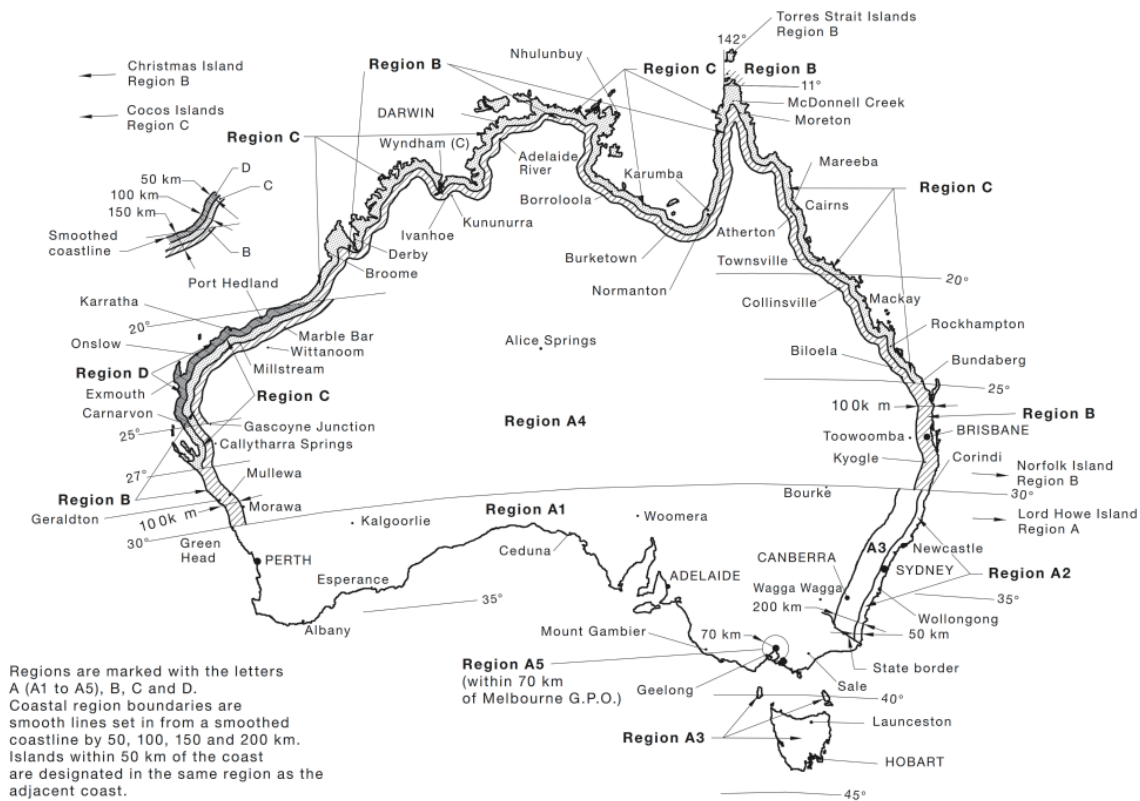 Torres Strait Islands
Region B
142°
Nhulunbuy
Christmas Island
Region B
Region B
Region C
Region B
11°
Cocos Islands
Region C
DARWIN
McDonnell Creek
Moreton
Region C
Wyndham (C)
Adelaide
River
Mareeba
D
50 km
C
100 km
150 km
Karumba
Region C
Borroloola
Cairns
Smoothed
coastline
B
Kununurra
Ivanhoe
Atherton
Derby
Burketown
Townsville
Broome
Port Hedland
Normanton
20°
Collinsville
Mackay
Karratha
20°
Marble Bar
Wittanoom
Alice Springs
Rockhampton
Onslow
Millstream
Biloela
Bundaberg
Region D
25°
Exmouth
Region C
100k m
Region B
Carnarvon
Region A4
Gascoyne Junction
BRISBANE
25°
Toowoomba
Callytharra Springs
Kyogle
Corindi
27°
Mullewa
Norfolk Island
Region B
Region B
Bourke
30°
Geraldton
Morawa
100k m
Region A1
Woomera
Lord Howe Island
Region A
30°
Kalgoorlie
Green
Head
Ceduna
A3
Newcastle
PERTH
CANBERRA
SYDNEY
Region A2
Esperance
ADELAIDE
Wagga Wagga
35°
35°
200 km
Wollongong
Albany
Mount Gambier
70 km
50 km
Region A5
(within 70 km
of Melbourne G.P.O.)
State border
Geelong
Sale
40°
Launceston
Region A3
HOBART
45°
Regions are marked with the letters
A (A1 to A5), B, C and D.
Coastal region boundaries are
smooth lines set in from a smoothed
coastline by 50, 100, 150 and 200 km.
Islands within 50 km of the coast
are designated in the same region as the
adjacent coast.